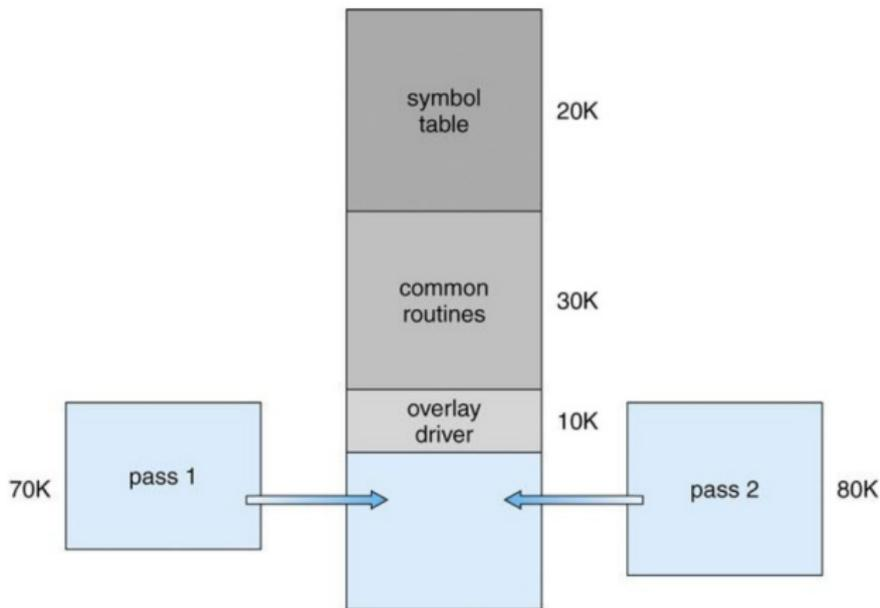 symbol
table
20K
common
routines
30K
overlay
driver
10K
pass 1
70K
pass 2
80K